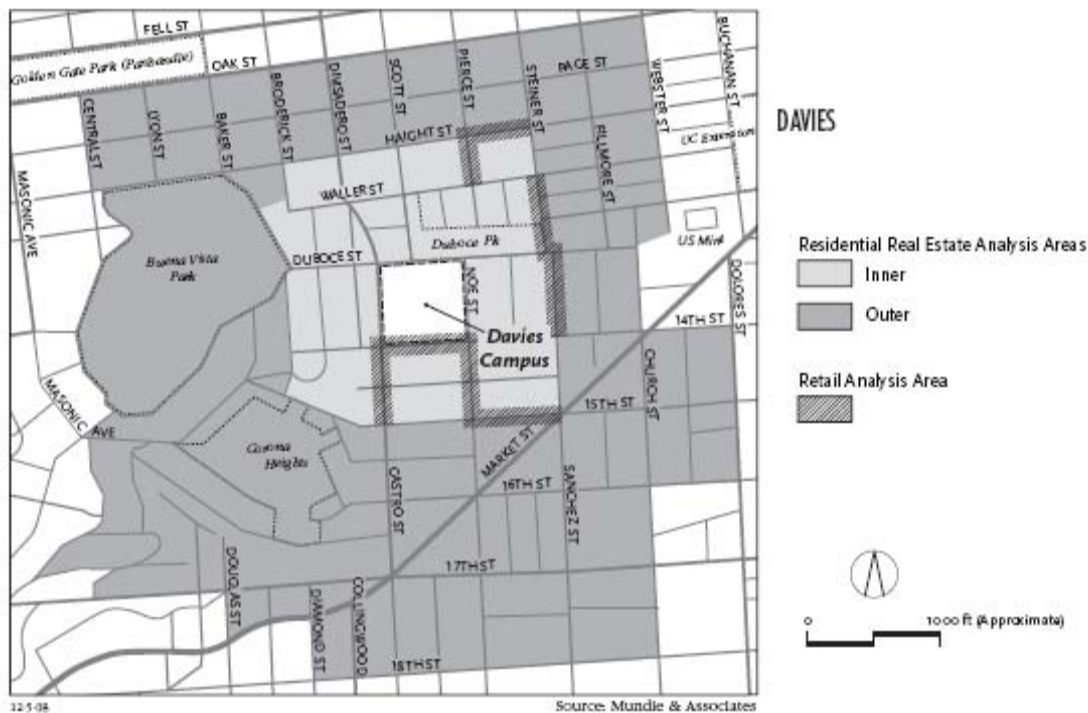 FELL ST
Golden Gate Park (Panhandle)
OAK ST
CENTRAL ST
LYON ST
BAKER ST
BRODERICK ST
DIVISADERO ST
SCOTT ST
PIERCE ST
STEINER ST
PAGE ST
FILLMORE ST
WEBSTER ST
BUCHANAN ST
UC Extension
HAIGHT ST
WALLER ST
MASONIC AVE
Buena Vista
Park
DUBOCE ST
Duboce Pk
US Mint
NOE ST
Davies
Campus
DOLORES ST
14TH ST
CHURCH ST
15TH ST
MASONIC AVE
Corona
Heights
MARKET ST
16TH ST
CASTRO ST
SANCHEZ ST
17TH ST
DOUGLAS ST
DIAMOND ST
COLLINGWOOD
18TH ST
DAVIES
Residential Real Estate Analysis Areas
Inner
Outer
Retail Analysis Area
0 1000 ft (Approximate)
12-5-08
Source: Mundie & Associates